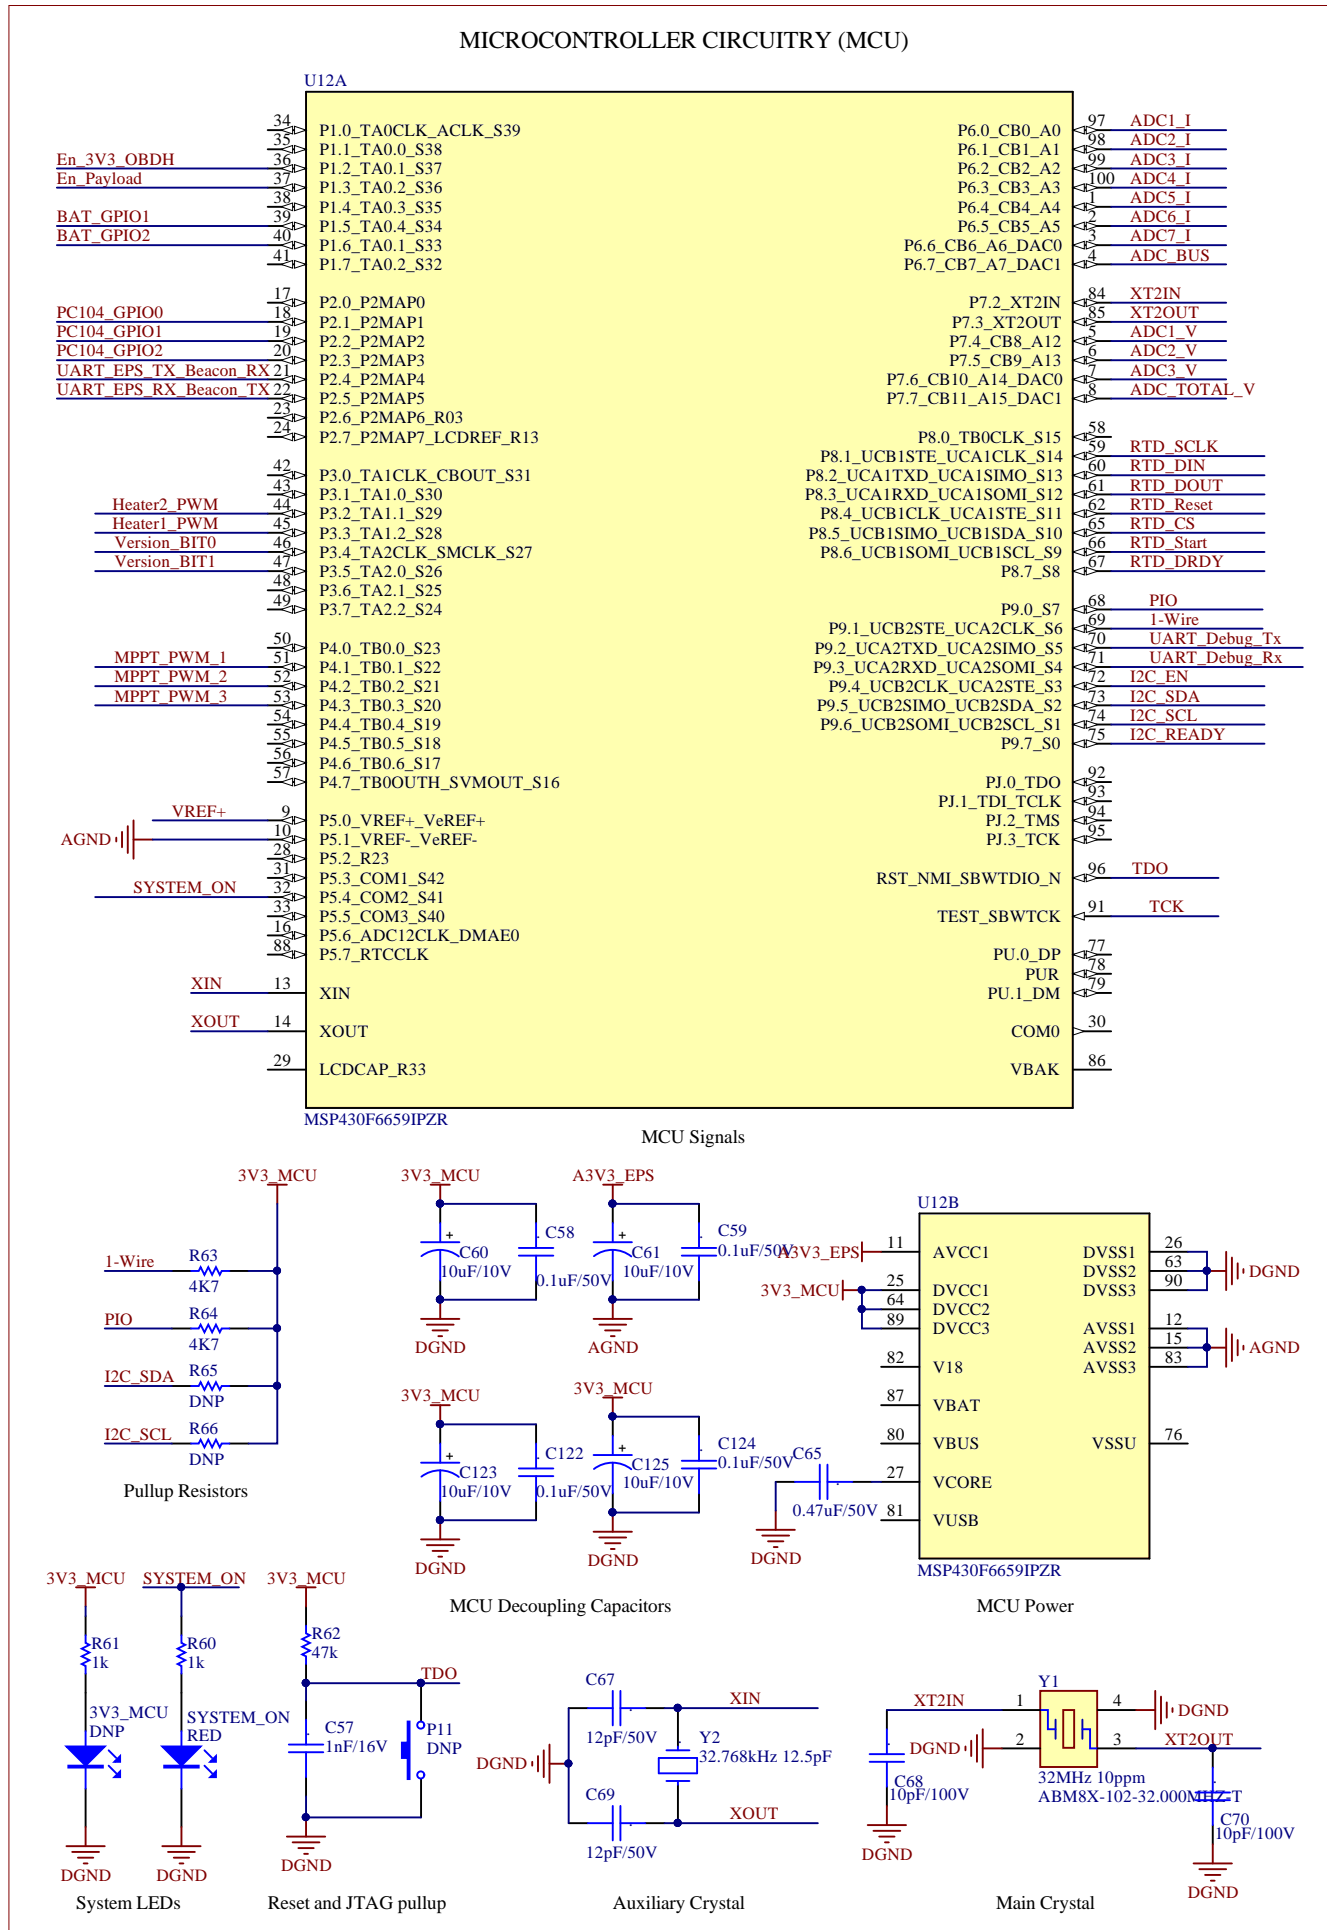 MICROCONTROLLER CIRCUITRY (MCU)
U12A
34 P1.0_TA0CLK_ACLK_S39
35 P1.1_TA0.0_S38
En_3V3_OBDH 36 P1.2_TA0.1_S37
En_Payload 37 P1.3_TA0.2_S36
38 P1.4_TA0.3_S35
BAT_GPIO1 39 P1.5_TA0.4_S34
BAT_GPIO2 40 P1.6_TA0.1_S33
41 P1.7_TA0.2_S32
17 P2.0_P2MAP0
PC104_GPIO0 18 P2.1_P2MAP1
PC104_GPIO1 19 P2.2_P2MAP2
PC104_GPIO2 20 P2.3_P2MAP3
UART_EPS_TX_Beacon_RX 21 P2.4_P2MAP4
UART_EPS_RX_Beacon_TX 22 P2.5_P2MAP5
23 P2.6_P2MAP6_R03
24 P2.7_P2MAP7_LCDREF_R13
42 P3.0_TA1CLK_CBOUT_S31
43 P3.1_TA1.0_S30
Heater2_PWM 44 P3.2_TA1.1_S29
Heater1_PWM 45 P3.3_TA1.2_S28
Version_BIT0 46 P3.4_TA2CLK_SMCLK_S27
Version_BIT1 47 P3.5_TA2.0_S26
48 P3.6_TA2.1_S25
49 P3.7_TA2.2_S24
50 P4.0_TB0.0_S23
MPPT_PWM_1 51 P4.1_TB0.1_S22
MPPT_PWM_2 52 P4.2_TB0.2_S21
MPPT_PWM_3 53 P4.3_TB0.3_S20
54 P4.4_TB0.4_S19
55 P4.5_TB0.5_S18
56 P4.6_TB0.6_S17
57 P4.7_TB0OUTH_SVMOUT_S16
VREF+ 9 P5.0_VREF+_VeREF+
AGND 10 P5.1_VREF-_VeREF-
28 P5.2_R23
31 P5.3_COM1_S42
SYSTEM_ON 32 P5.4_COM2_S41
33 P5.5_COM3_S40
16 P5.6_ADC12CLK_DMAE0
88 P5.7_RTCCLK
XIN 13 XIN
XOUT 14 XOUT
29 LCDCAP_R33
P6.0_CB0_A0 97 ADC1_I
P6.1_CB1_A1 98 ADC2_I
P6.2_CB2_A2 99 ADC3_I
P6.3_CB3_A3 100 ADC4_I
P6.4_CB4_A4 1 ADC5_I
P6.5_CB5_A5 2 ADC6_I
P6.6_CB6_A6_DAC0 3 ADC7_I
P6.7_CB7_A7_DAC1 4 ADC_BUS
P7.2_XT2IN 84 XT2IN
P7.3_XT2OUT 85 XT2OUT
P7.4_CB8_A12 5 ADC1_V
P7.5_CB9_A13 6 ADC2_V
P7.6_CB10_A14_DAC0 7 ADC3_V
P7.7_CB11_A15_DAC1 8 ADC_TOTAL_V
P8.0_TB0CLK_S15 58
P8.1_UCB1STE_UCA1CLK_S14 59 RTD_SCLK
P8.2_UCA1TXD_UCA1SIMO_S13 60 RTD_DIN
P8.3_UCA1RXD_UCA1SOMI_S12 61 RTD_DOUT
P8.4_UCB1CLK_UCA1STE_S11 62 RTD_Reset
P8.5_UCB1SIMO_UCB1SDA_S10 65 RTD_CS
P8.6_UCB1SOMI_UCB1SCL_S9 66 RTD_Start
P8.7_S8 67 RTD_DRDY
P9.0_S7 68 PIO
P9.1_UCB2STE_UCA2CLK_S6 69 1-Wire
P9.2_UCA2TXD_UCA2SIMO_S5 70 UART_Debug_Tx
P9.3_UCA2RXD_UCA2SOMI_S4 71 UART_Debug_Rx
P9.4_UCB2CLK_UCA2STE_S3 72 I2C_EN
P9.5_UCB2SIMO_UCB2SDA_S2 73 I2C_SDA
P9.6_UCB2SOMI_UCB2SCL_S1 74 I2C_SCL
P9.7_S0 75 I2C_READY
PJ.0_TDO 92
PJ.1_TDI_TCLK 93
PJ.2_TMS 94
PJ.3_TCK 95
RST_NMI_SBWTDIO_N 96 TDO
TEST_SBWTCK 91 TCK
PU.0_DP 77
PUR 78
PU.1_DM 79
COM0 30
VBAK 86
MSP430F6659IPZR
MCU Signals
3V3_MCU
1-Wire R63
4K7
PIO R64
4K7
I2C_SDA R65
DNP
I2C_SCL R66
DNP
Pullup Resistors
3V3_MCU
C60
10uF/10V
C58
0.1uF/50V
DGND
A3V3_EPS
C61
10uF/10V
C59
0.1uF/50V
AGND
3V3_MCU
C123
10uF/10V
C122
0.1uF/50V
DGND
3V3_MCU
C125
10uF/10V
C124
0.1uF/50V
DGND
MCU Decoupling Capacitors
U12B
A3V3_EPS 11 AVCC1
3V3_MCU 25 DVCC1
64 DVCC2
89 DVCC3
82 V18
87 VBAT
80 VBUS
C65 27 VCORE
0.47uF/50V
DGND
81 VUSB
DVSS1 26
DVSS2 63 DGND
DVSS3 90
AVSS1 12
AVSS2 15 AGND
AVSS3 83
VSSU 76
MSP430F6659IPZR
MCU Power
3V3_MCU
R61
1k
3V3_MCU
DNP
DGND
SYSTEM_ON
R60
1k
SYSTEM_ON
RED
DGND
System LEDs
3V3_MCU
R62
47k
TDO
C57
1nF/16V
P11
DNP
DGND
Reset and JTAG pullup
C67
12pF/50V
XIN
DGND
Y2
32.768kHz 12.5pF
C69
12pF/50V
XOUT
Auxiliary Crystal
Y1
XT2IN 1 4 DGND
DGND 2 3 XT2OUT
32MHz 10ppm
ABM8X-102-32.000MHZ-T
C68
10pF/100V
DGND
C70
10pF/100V
DGND
Main Crystal